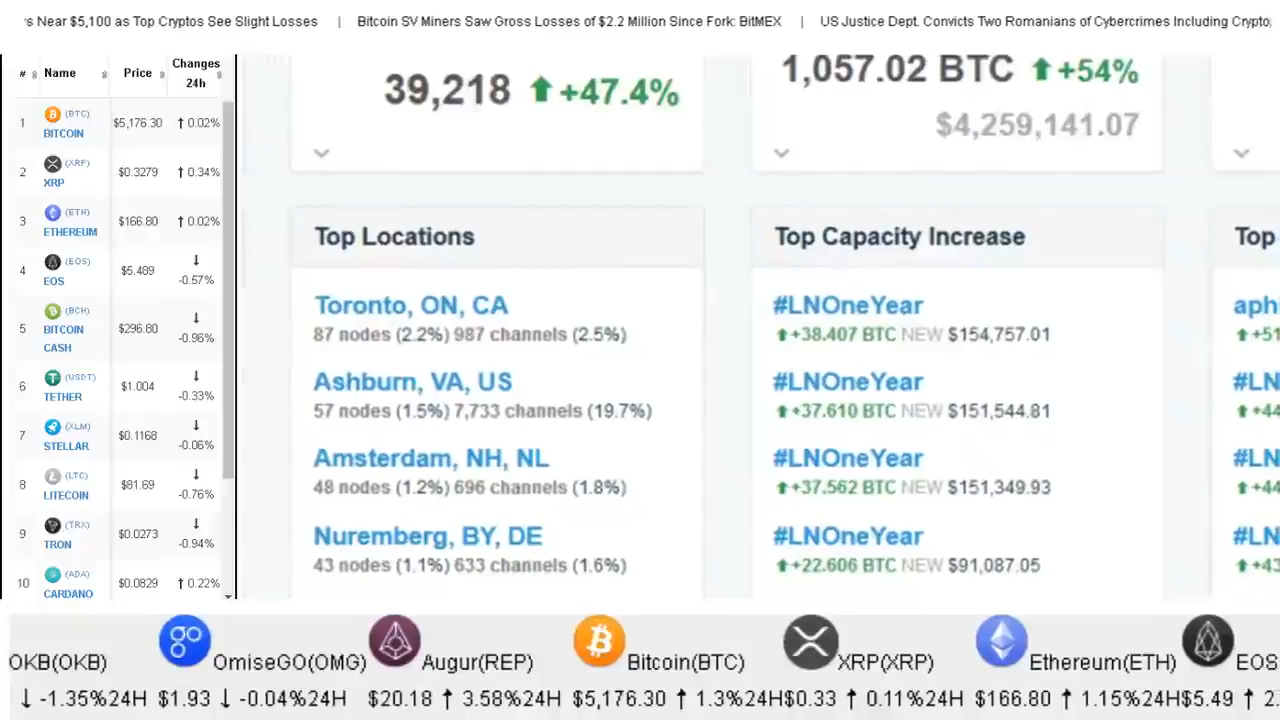 s Near $5,100 as Top Cryptos See Slight Losses | Bitcoin SV Miners Saw Gross Losses of $2.2 Million Since Fork: BitMEX | US Justice Dept. Convicts Two Romanians of Cybercrimes Including Crypto
# Name Price Changes 24h
1 (BTC) BITCOIN $5,176.30 ↑ 0.02%
2 (XRP) XRP $0.3279 ↑ 0.34%
3 (ETH) ETHEREUM $166.80 ↑ 0.02%
4 (EOS) EOS $5.489 ↓ -0.57%
5 (BCH) BITCOIN CASH $296.80 ↓ -0.96%
6 (USDT) TETHER $1.004 ↓ -0.33%
7 (XLM) STELLAR $0.1168 ↓ -0.06%
8 (LTC) LITECOIN $81.69 ↓ -0.76%
9 (TRX) TRON $0.0273 ↓ -0.94%
10 (ADA) CARDANO $0.0829 ↑ 0.22%
39,218 +47.4%
1,057.02 BTC +54%
$4,259,141.07
Top Locations
Toronto, ON, CA
87 nodes (2.2%) 987 channels (2.5%)
Ashburn, VA, US
57 nodes (1.5%) 7,733 channels (19.7%)
Amsterdam, NH, NL
48 nodes (1.2%) 696 channels (1.8%)
Nuremberg, BY, DE
43 nodes (1.1%) 633 channels (1.6%)
Top Capacity Increase
#LNOneYear
+38.407 BTC NEW $154,757.01
#LNOneYear
+37.610 BTC NEW $151,544.81
#LNOneYear
+37.562 BTC NEW $151,349.93
#LNOneYear
+22.606 BTC NEW $91,087.05
Top
aph
+51
#LN
+44
#LN
+44
#LN
+43
OKB(OKB) OmiseGO(OMG) Augur(REP) Bitcoin(BTC) XRP(XRP) Ethereum(ETH) EOS
↓ -1.35%24H $1.93 ↓ -0.04%24H $20.18 ↑ 3.58%24H $5,176.30 ↑ 1.3%24H $0.33 ↑ 0.11%24H $166.80 ↑ 1.15%24H $5.49 ↑ 2